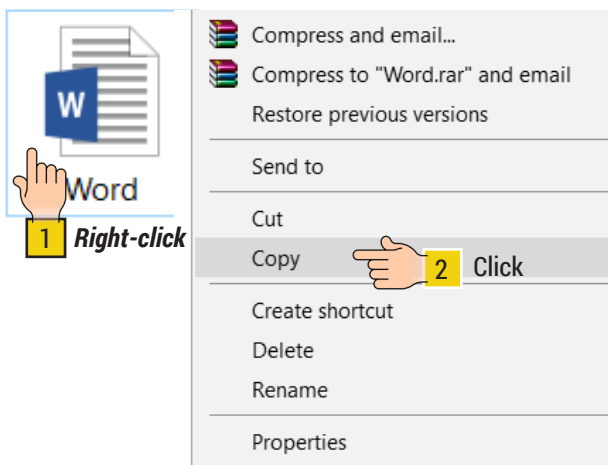 Compress and email...
Compress to "Word.rar" and email
Restore previous versions
Send to
Cut
Copy
Create shortcut
Delete
Rename
Properties
W
Word
1 Right-click
2 Click